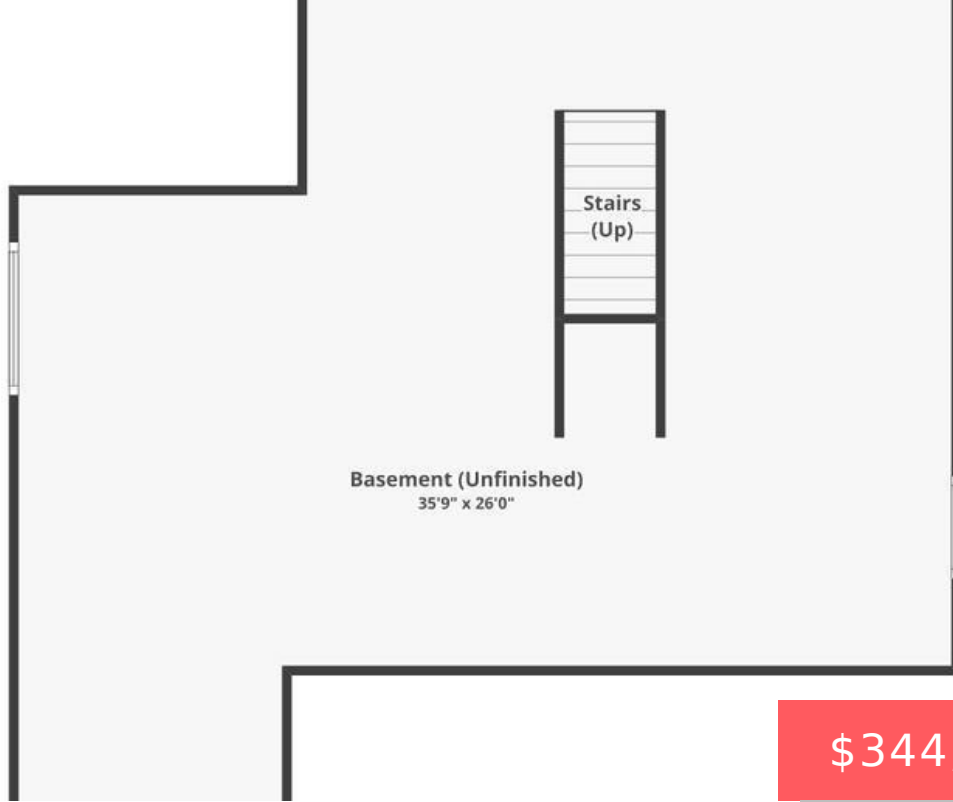 Stairs
(Up)
Basement (Unfinished)
35'9" x 26'0"
$344